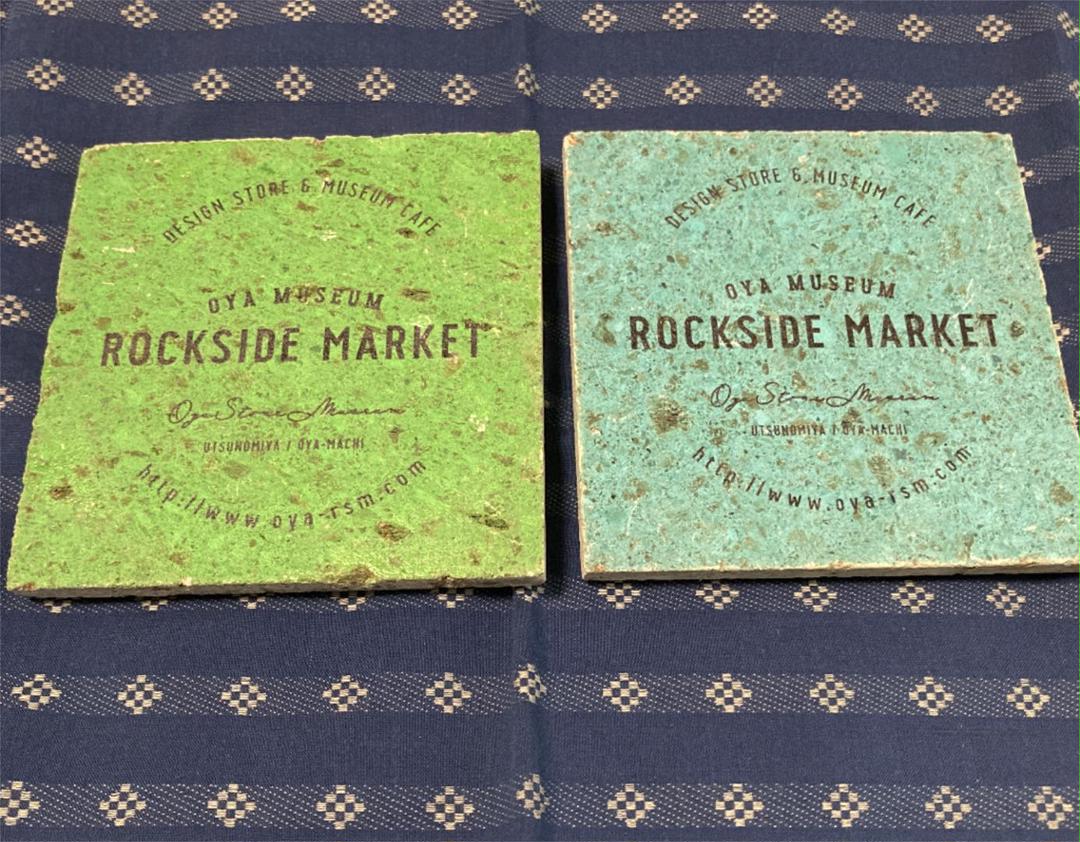 DESIGN STORE & MUSEUM CAFE
OYA MUSEUM
ROCKSIDE MARKET
Oya Stone Museum
UTSUNOMIYA / OYA-MACHI
http://www.oya-rsm.com
DESIGN STORE & MUSEUM CAFE
OYA MUSEUM
ROCKSIDE MARKET
Oya Stone Museum
UTSUNOMIYA / OYA-MACHI
http://www.oya-rsm.com